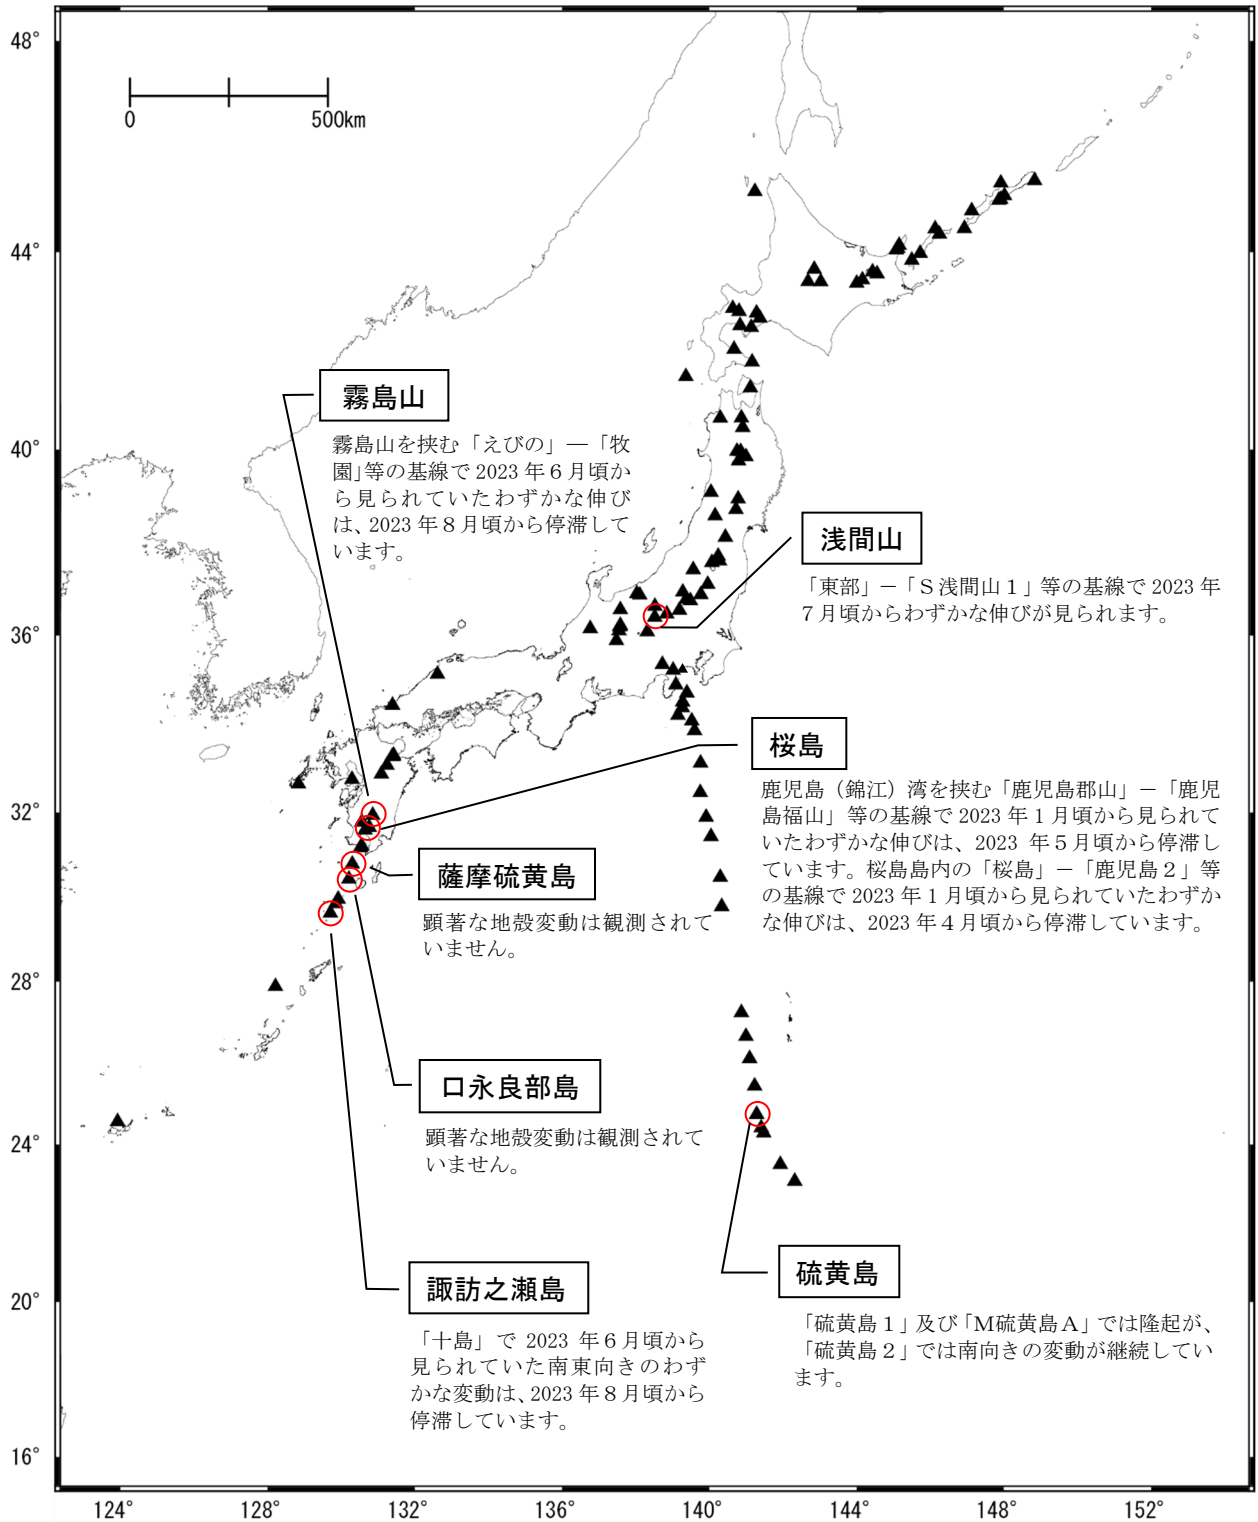 48°
44°
40°
36°
32°
28°
24°
20°
16°
0
500km
霧島山
霧島山を挟む「えびの」―「牧
園」等の基線で 2023 年６月頃か
ら見られていたわずかな伸び
は、2023 年８月頃から停滞して
います。
浅間山
「東部」－「Ｓ浅間山１」等の基線で 2023 年
７月頃からわずかな伸びが見られます。
桜島
鹿児島（錦江）湾を挟む「鹿児島郡山」－「鹿児
島福山」等の基線で 2023 年１月頃から見られて
いたわずかな伸びは、2023 年５月頃から停滞し
ています。桜島島内の「桜島」－「鹿児島２」等
の基線で 2023 年１月頃から見られていたわずか
な伸びは、2023 年４月頃から停滞しています。
薩摩硫黄島
顕著な地殻変動は観測されて
いません。
口永良部島
顕著な地殻変動は観測されて
いません。
諏訪之瀬島
「十島」で 2023 年６月頃から
見られていた南東向きのわず
かな変動は、2023 年８月頃から
停滞しています。
硫黄島
「硫黄島１」及び「Ｍ硫黄島Ａ」では隆起が、
「硫黄島２」では南向きの変動が継続してい
ます。
124°
128°
132°
136°
140°
144°
148°
152°